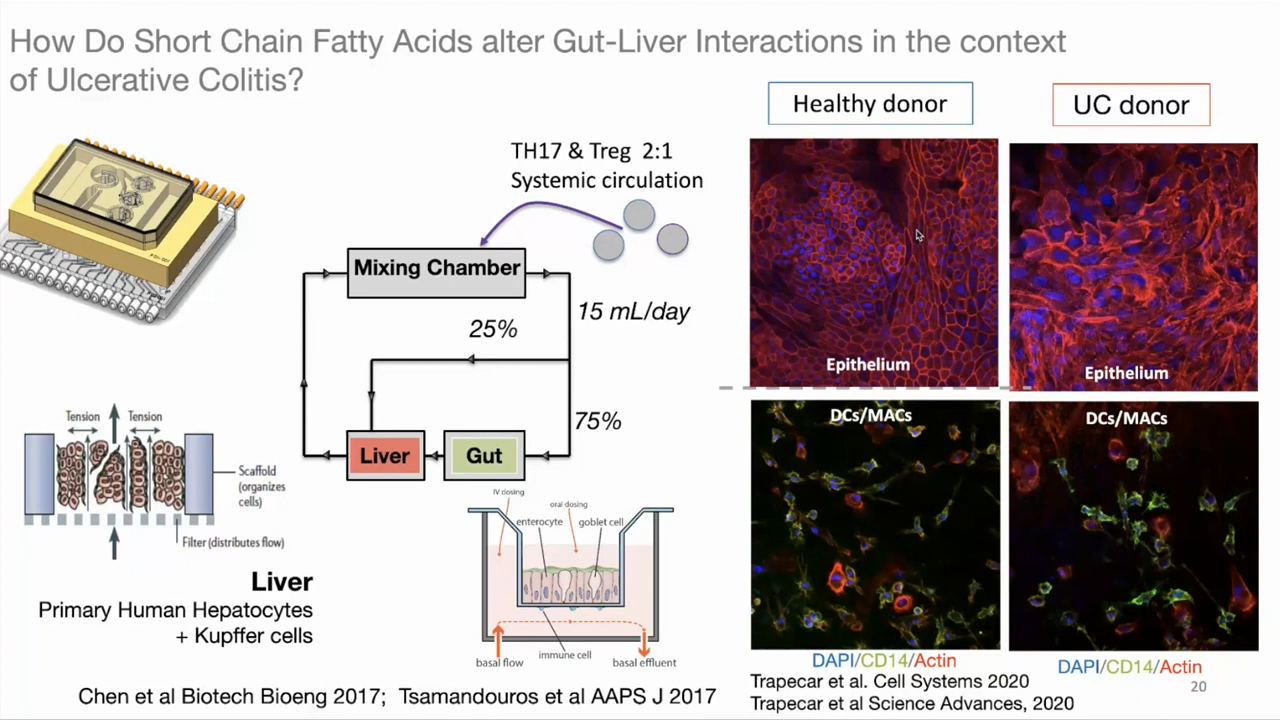 How Do Short Chain Fatty Acids alter Gut-Liver Interactions in the context
of Ulcerative Colitis?
Healthy donor
UC donor
TH17 & Treg 2:1
Systemic circulation
Mixing Chamber
15 mL/day
25%
75%
Liver
Gut
Epithelium
Epithelium
DCs/MACs
DCs/MACs
Tension
Tension
Scaffold
(organizes
cells)
Filter (distributes flow)
Liver
Primary Human Hepatocytes
+ Kupffer cells
IV dosing
oral dosing
enterocyte
goblet cell
immune cell
basal flow
basal effluent
DAPI/CD14/Actin
DAPI/CD14/Actin
Chen et al Biotech Bioeng 2017; Tsamandouros et al AAPS J 2017
Trapecar et al. Cell Systems 2020
Trapecar et al Science Advances, 2020
20